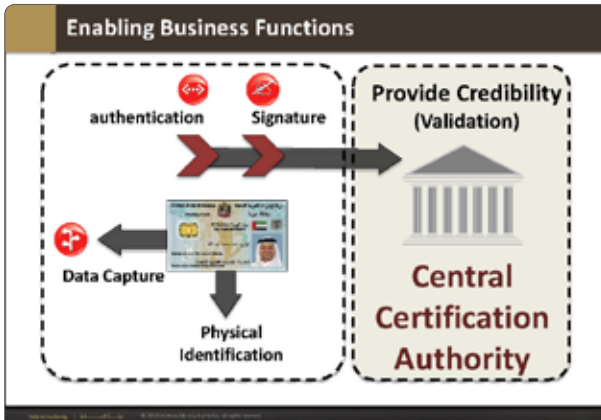 Enabling Business Functions
authentication
Signature
Provide Credibility
(Validation)
Data Capture
Physical
Identification
Central
Certification
Authority